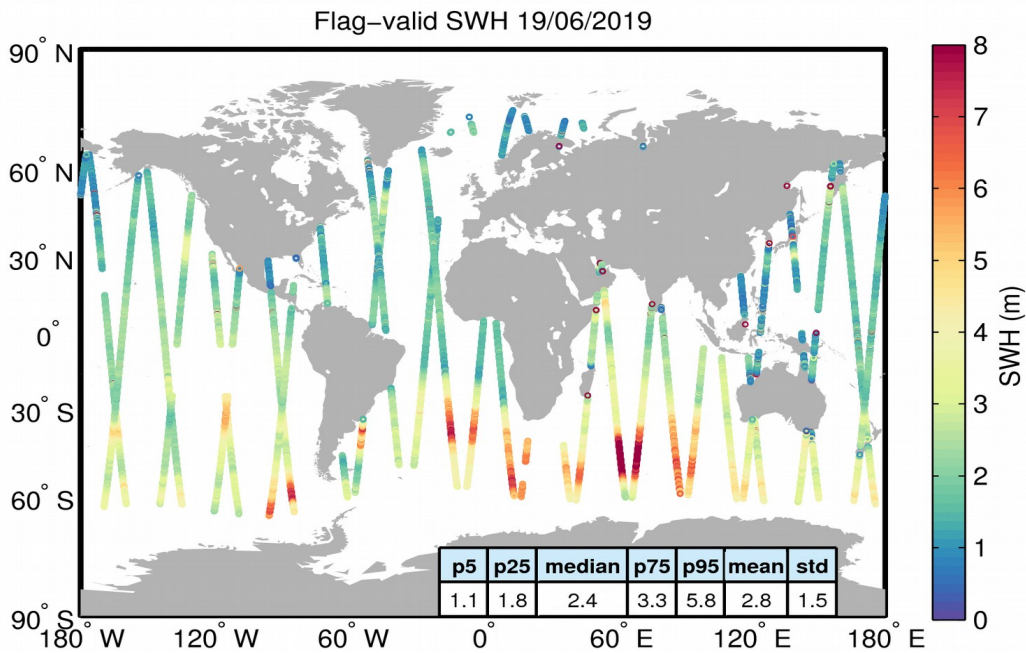 Flag−valid SWH 19/06/2019
90° N
60° N
30° N
0°
30° S
60° S
90° S
180° W
120° W
60° W
0°
60° E
120° E
180° E
p5 p25 median p75 p95 mean std
1.1 1.8 2.4 3.3 5.8 2.8 1.5
8
7
6
5
4
3
2
1
0
SWH (m)